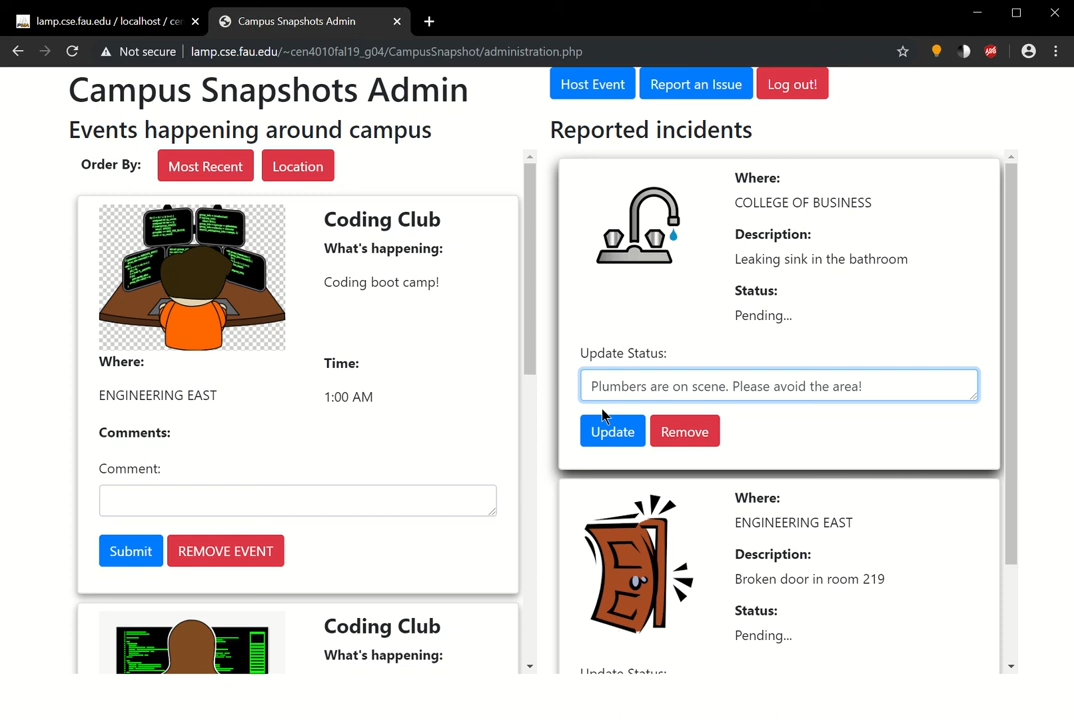 lamp.cse.fau.edu / localhost / cen
Campus Snapshots Admin
Not secure
lamp.cse.fau.edu/~cen4010fal19_g04/CampusSnapshot/administration.php
Campus Snapshots Admin
Host Event
Report an Issue
Log out!
Events happening around campus
Order By:
Most Recent
Location
Coding Club
What's happening:
Coding boot camp!
Where:
Time:
ENGINEERING EAST
1:00 AM
Comments:
Comment:
Submit
REMOVE EVENT
Coding Club
What's happening:
Reported incidents
Where:
COLLEGE OF BUSINESS
Description:
Leaking sink in the bathroom
Status:
Pending...
Update Status:
Plumbers are on scene. Please avoid the area!
Update
Remove
Where:
ENGINEERING EAST
Description:
Broken door in room 219
Status:
Pending...
Update Status: